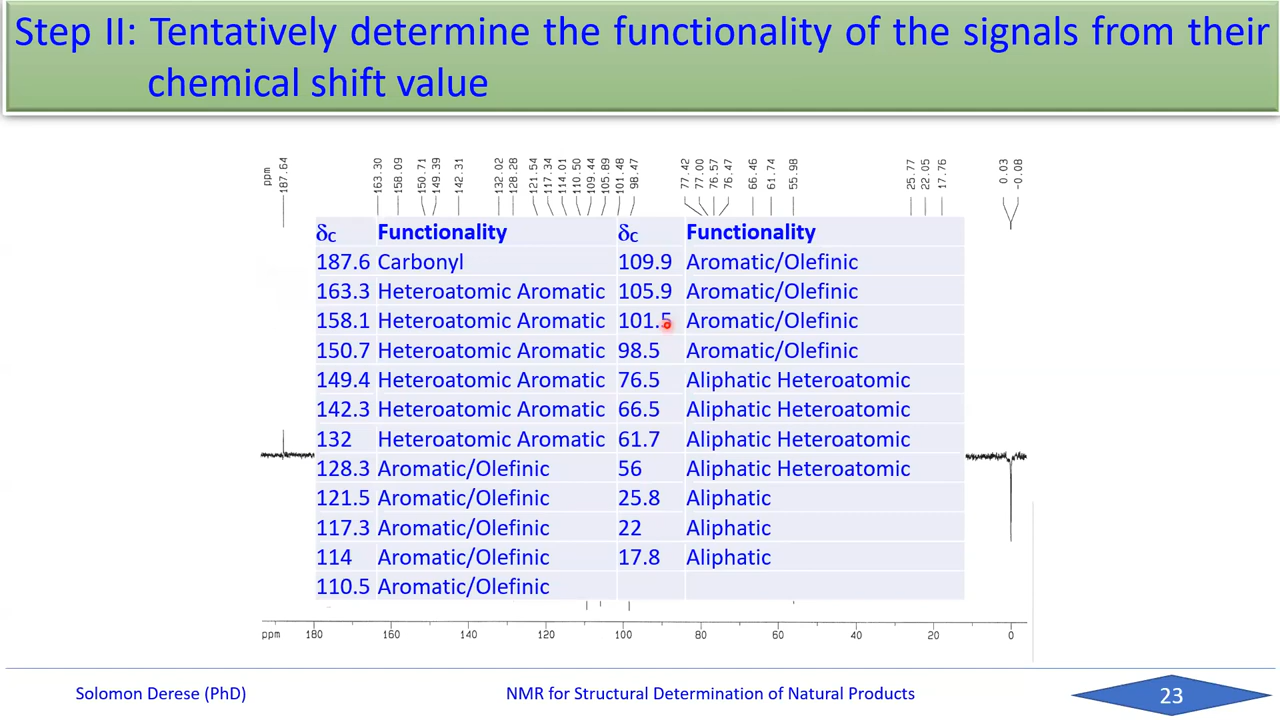 Step II: Tentatively determine the functionality of the signals from their
chemical shift value
ppm 187.64 163.30 158.09 150.71 149.39 142.31 132.02 128.28 121.54 117.34 114.01 110.50 109.44 105.89 101.48 98.47 77.42 77.00 76.57 76.47 66.46 61.74 55.98 25.77 22.05 17.76 0.03 -0.08
δC Functionality δC Functionality
187.6 Carbonyl 109.9 Aromatic/Olefinic
163.3 Heteroatomic Aromatic 105.9 Aromatic/Olefinic
158.1 Heteroatomic Aromatic 101.5 Aromatic/Olefinic
150.7 Heteroatomic Aromatic 98.5 Aromatic/Olefinic
149.4 Heteroatomic Aromatic 76.5 Aliphatic Heteroatomic
142.3 Heteroatomic Aromatic 66.5 Aliphatic Heteroatomic
132 Heteroatomic Aromatic 61.7 Aliphatic Heteroatomic
128.3 Aromatic/Olefinic 56 Aliphatic Heteroatomic
121.5 Aromatic/Olefinic 25.8 Aliphatic
117.3 Aromatic/Olefinic 22 Aliphatic
114 Aromatic/Olefinic 17.8 Aliphatic
110.5 Aromatic/Olefinic
ppm 180 160 140 120 100 80 60 40 20 0
Solomon Derese (PhD) NMR for Structural Determination of Natural Products 23